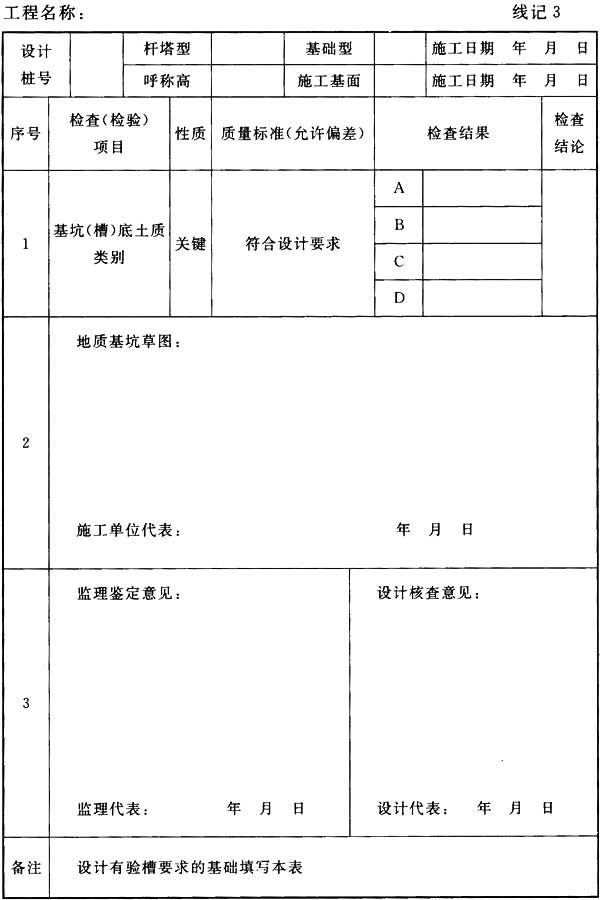 工程名称： 线记 3
设计 杆塔型 基础型 施工日期 年 月 日
桩号 呼称高 施工基面 施工日期 年 月 日
序号 检查（检验）项目 性质 质量标准（允许偏差） 检查结果 检查结论
1 基坑（槽）底土质类别 关键 符合设计要求 A
B
C
D
2 地质基坑草图：
施工单位代表： 年 月 日
3 监理鉴定意见： 设计核查意见：
监理代表： 年 月 日 设计代表： 年 月 日
备注 设计有验槽要求的基础填写本表